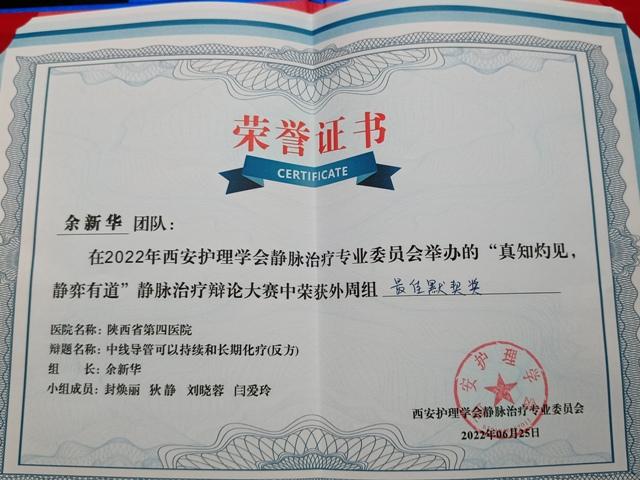 荣誉证书
CERTIFICATE
余新华 团队：
在2022年西安护理学会静脉治疗专业委员会举办的“真知灼见，
静弈有道”静脉治疗辩论大赛中荣获外周组 最佳默契奖
医院名称：陕西省第四医院
辩题名称：中线导管可以持续和长期化疗(反方)
组 长：余新华
小组成员：封焕丽 狄静 刘晓蓉 闫爱玲
西安护理学会
西安护理学会静脉治疗专业委员会
2022年06月25日